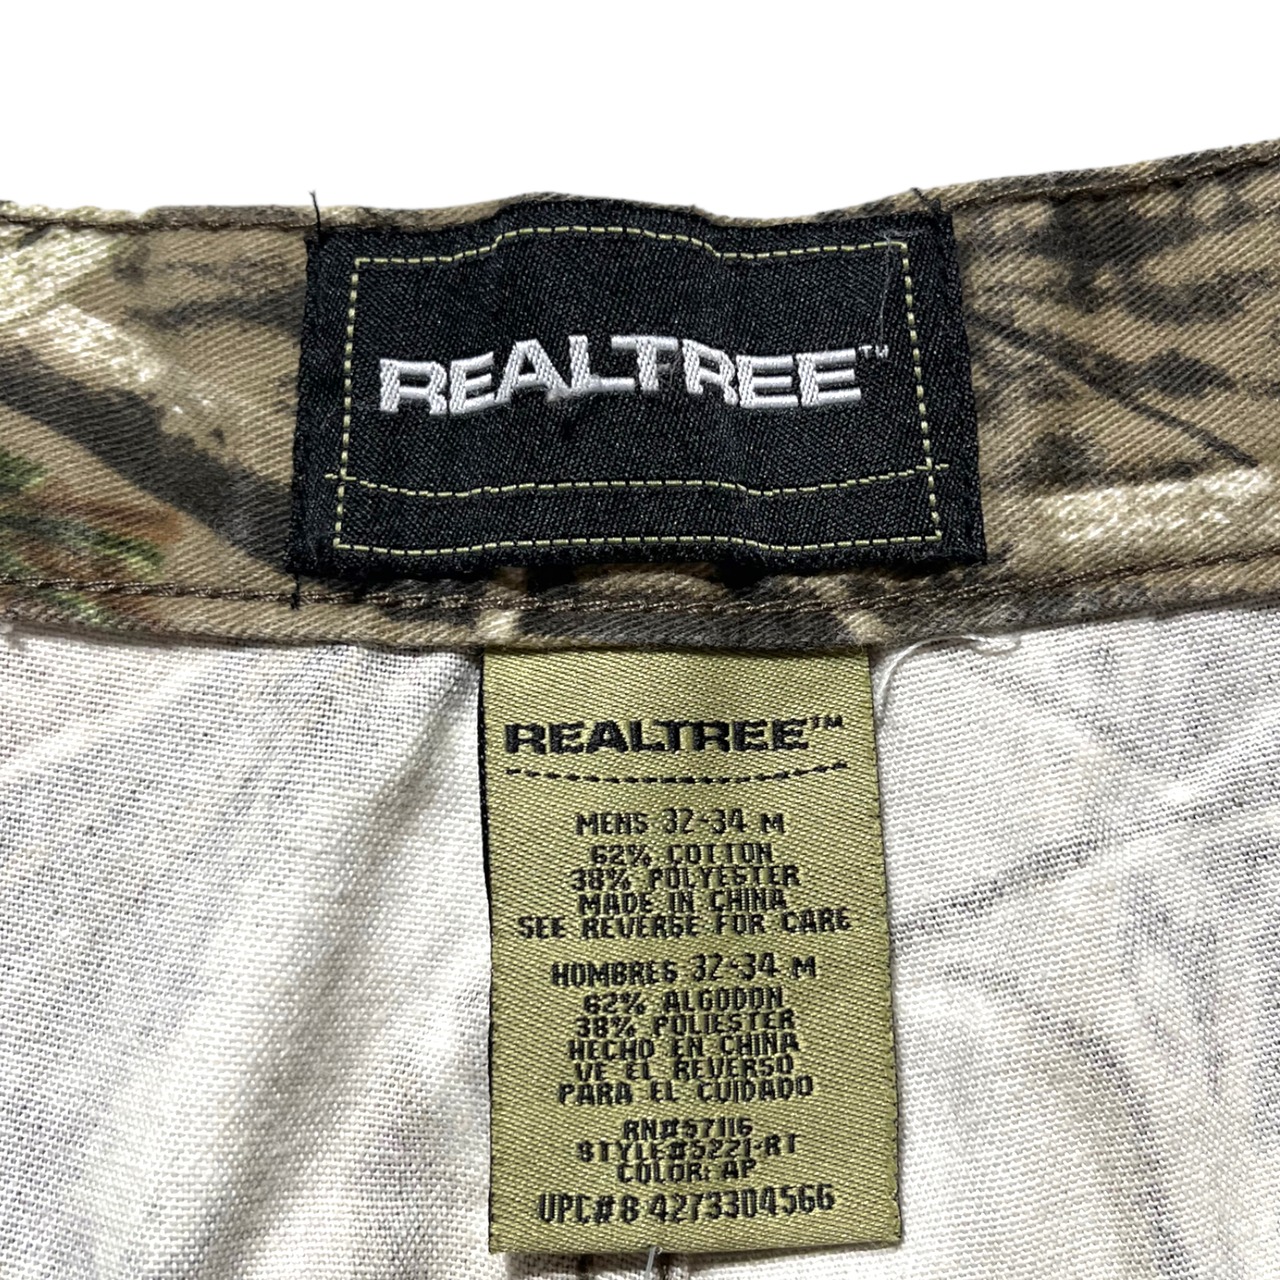 REALTREE™
REALTREE™
MENS 32-34 M
62% COTTON
38% POLYESTER
MADE IN CHINA
SEE REVERSE FOR CARE
HOMBRES 32-34 M
62% ALGODON
38% POLIESTER
HECHO EN CHINA
VE EL REVERSO
PARA EL CUIDADO
RN#57116
STYLE#5221-RT
COLOR: AP
UPC#8 4273304566